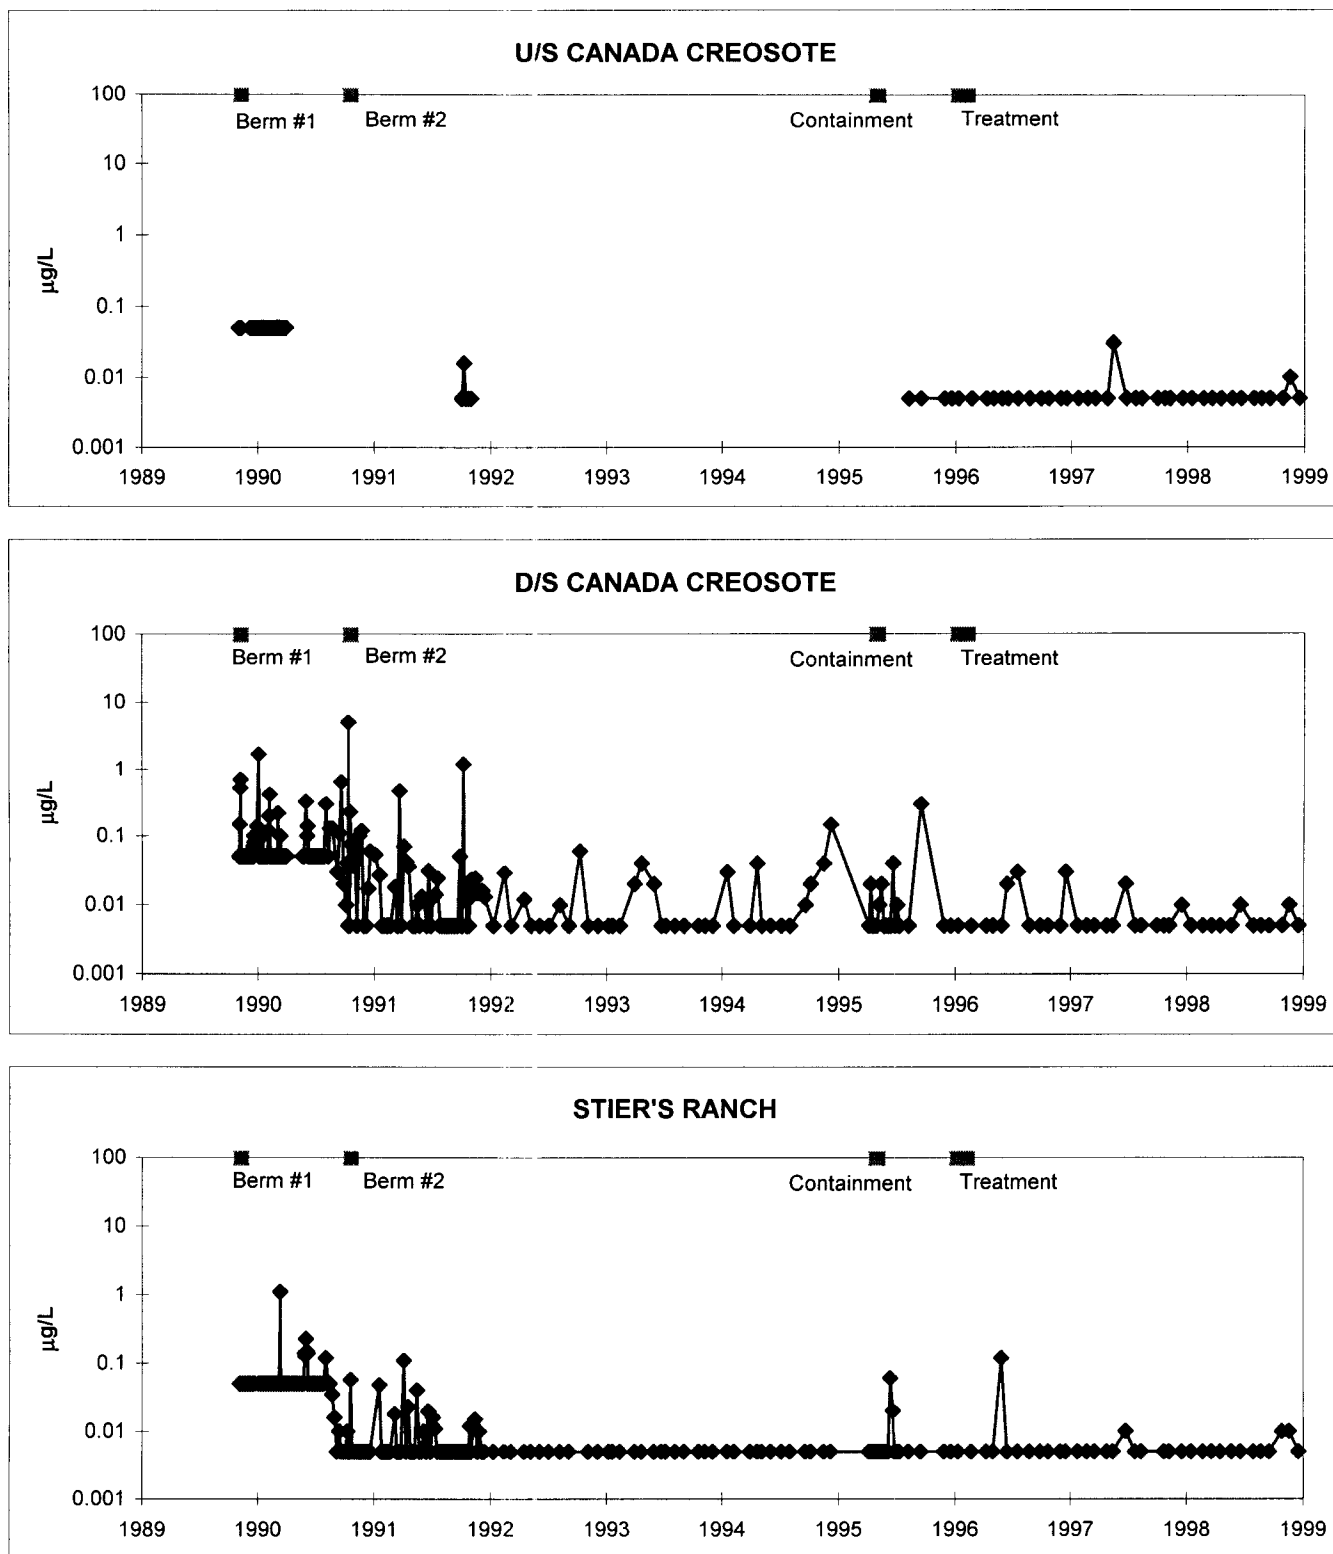 U/S CANADA CREOSOTE
100
Berm #1 Berm #2 Containment Treatment
10
1
µg/L
0.1
0.01
0.001
1989 1990 1991 1992 1993 1994 1995 1996 1997 1998 1999
D/S CANADA CREOSOTE
100
Berm #1 Berm #2 Containment Treatment
10
1
µg/L
0.1
0.01
0.001
1989 1990 1991 1992 1993 1994 1995 1996 1997 1998 1999
STIER'S RANCH
100
Berm #1 Berm #2 Containment Treatment
10
1
µg/L
0.1
0.01
0.001
1989 1990 1991 1992 1993 1994 1995 1996 1997 1998 1999